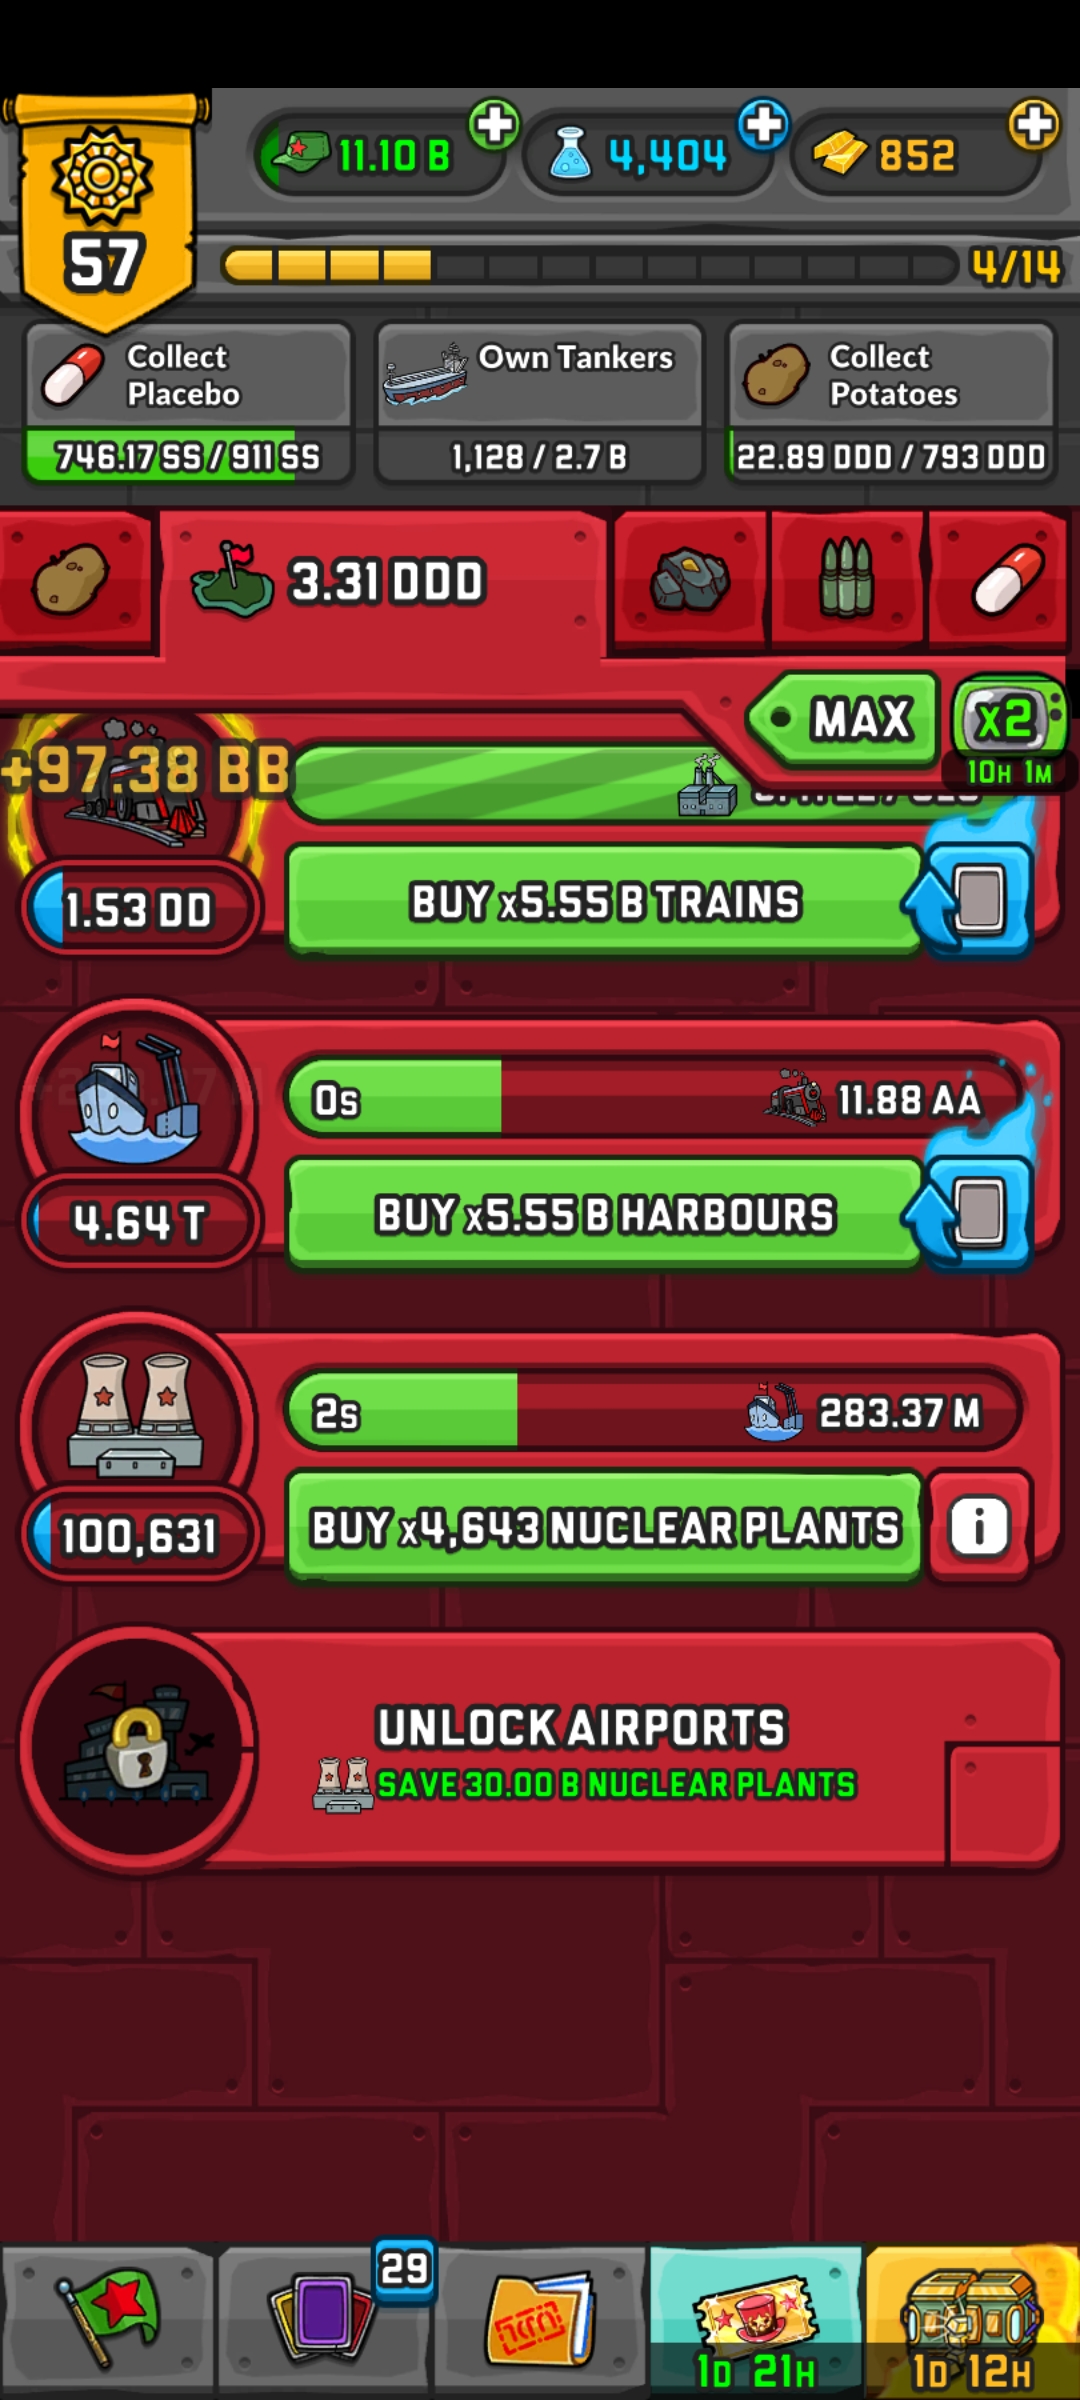 57
11.10 B
4,404
852
4/14
Collect
Placebo
746.17 SS / 911 SS
Own Tankers
1,128 / 2.7 B
Collect
Potatoes
22.89 DDD / 793 DDD
3.31 DDD
MAX
x2
10H 1M
+97.38 BB
1.53 DD
BUY x5.55 B TRAINS
0s
11.88 AA
4.64 T
BUY x5.55 B HARBOURS
2s
283.37 M
100,631
BUY x4,643 NUCLEAR PLANTS
i
UNLOCK AIRPORTS
SAVE 30.00 B NUCLEAR PLANTS
29
1D 21H
1D 12H